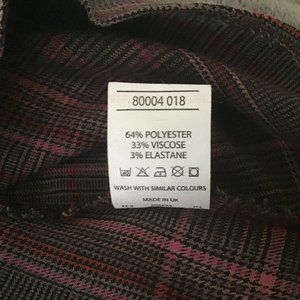 80004 018
64% POLYESTER
33% VISCOSE
3% ELASTANE
WASH WITH SIMILAR COLOURS
MADE IN UK